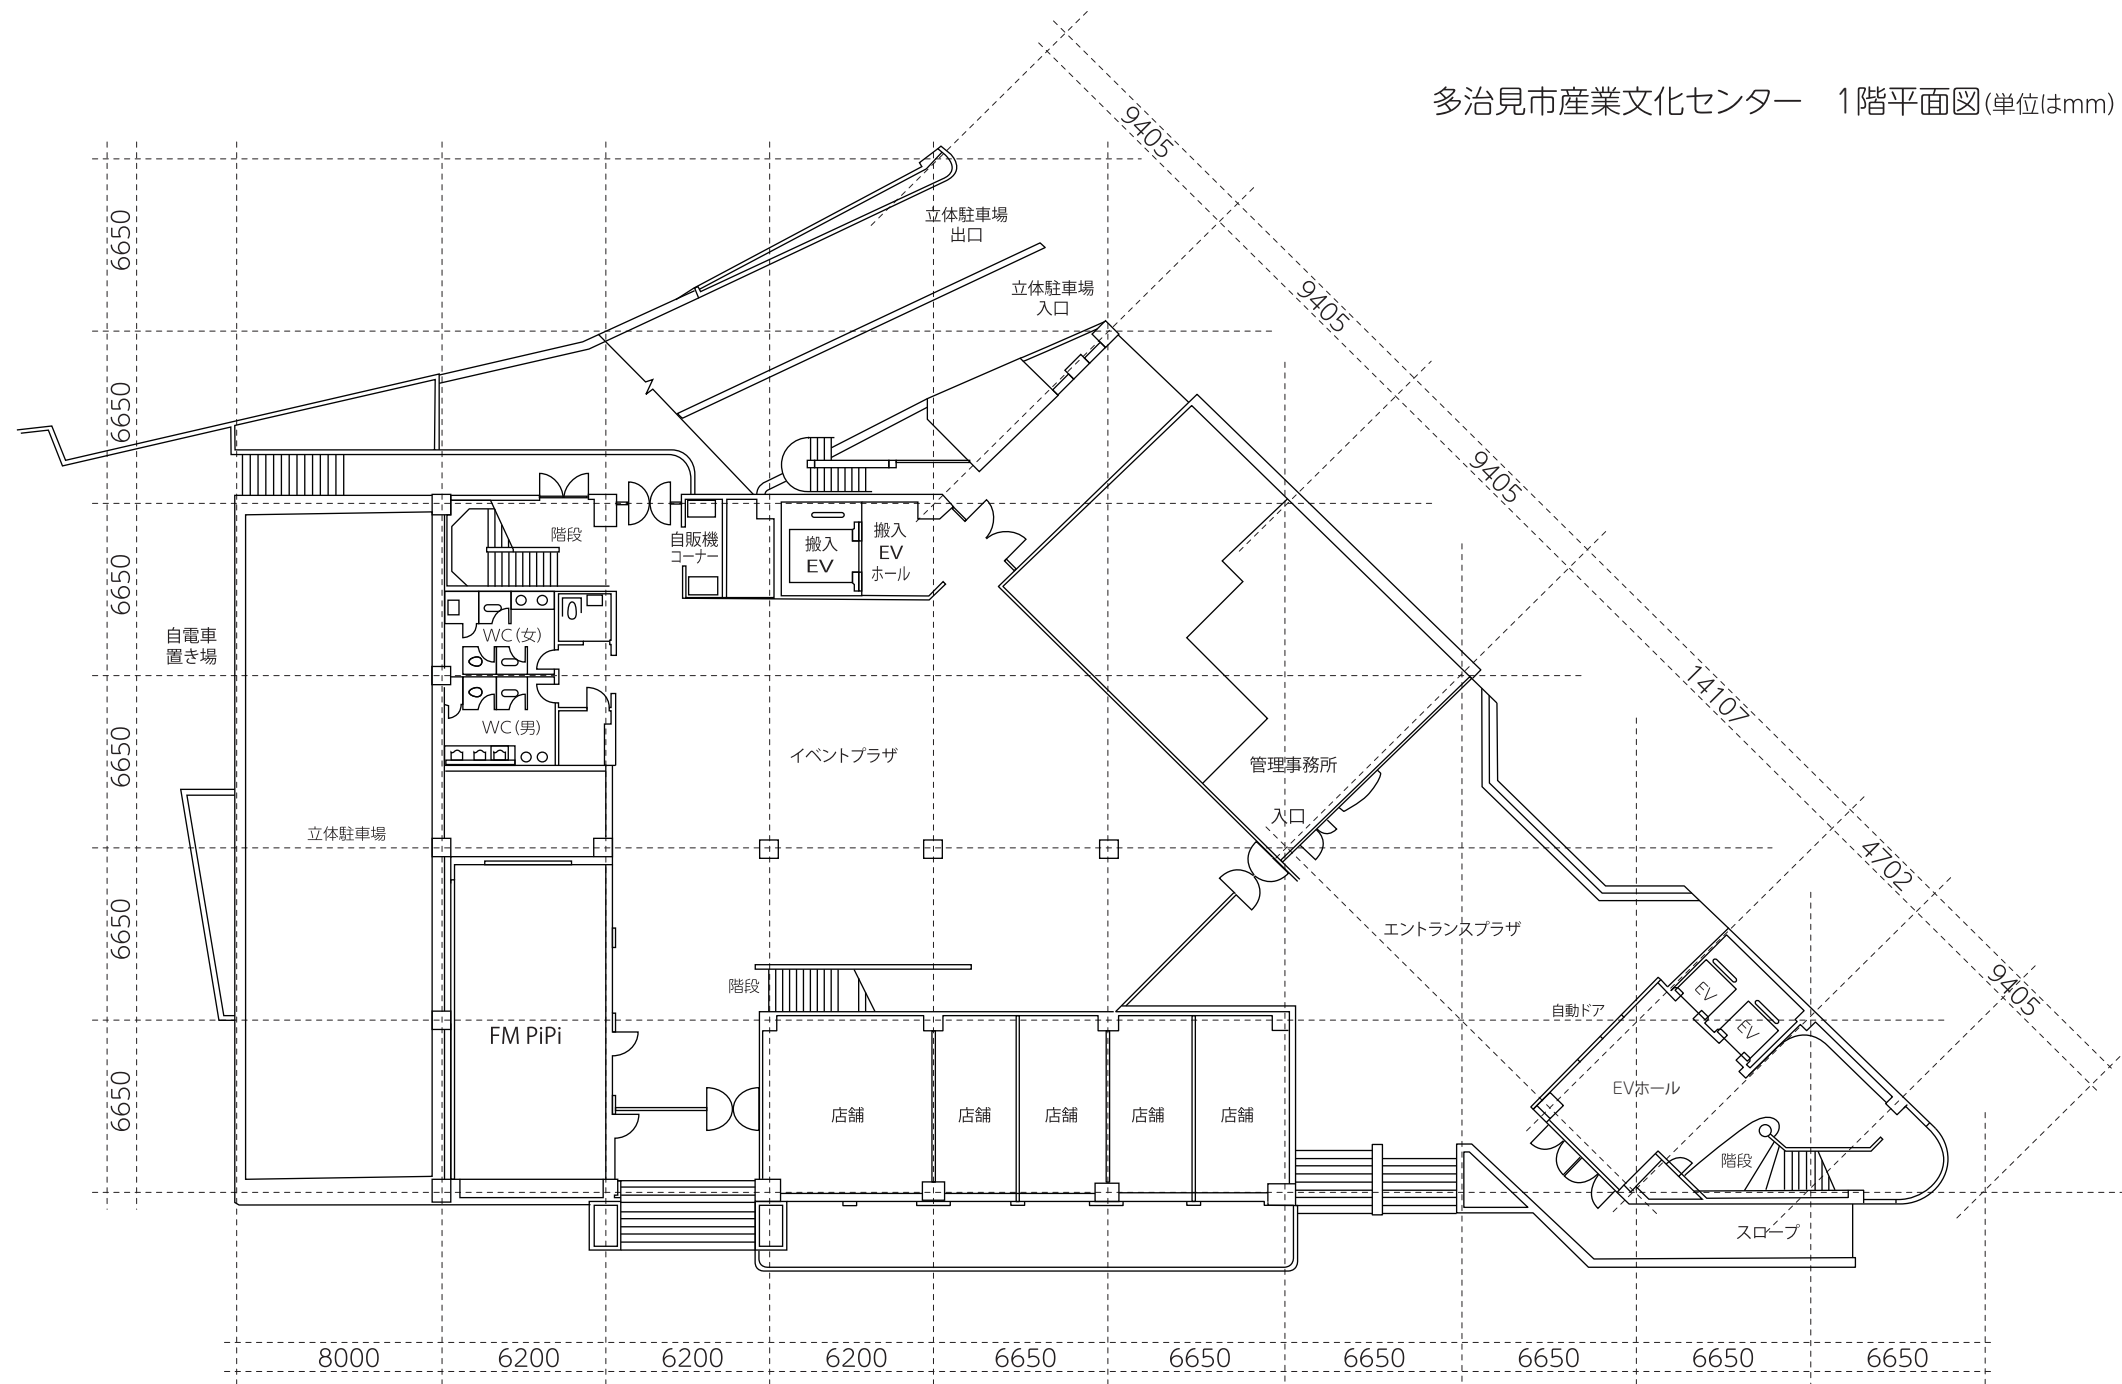 多治見市産業文化センター　1階平面図(単位はmm)
9405
9405
9405
14107
4702
9405
6650
6650
6650
6650
6650
6650
立体駐車場
出口
立体駐車場
入口
階段
自販機
コーナー
搬入
EV
搬入
EV
ホール
自電車
置き場
WC(女)
WC(男)
イベントプラザ
管理事務所
入口
立体駐車場
エントランスプラザ
階段
FM PiPi
自動ドア
EV
EV
EVホール
店舗
店舗
店舗
店舗
店舗
階段
スロープ
8000
6200
6200
6200
6650
6650
6650
6650
6650
6650